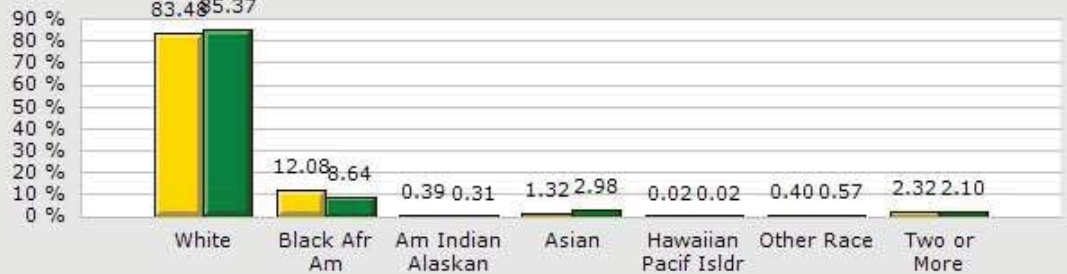 83.48 85.37
90 %
80 %
70 %
60 %
50 %
40 %
30 %
20 %
10 %
0 %
12.08 8.64
0.39 0.31
1.32 2.98
0.02 0.02
0.40 0.57
2.32 2.10
White
Black Afr
Am
Am Indian
Alaskan
Asian
Hawaiian
Pacif Isldr
Other Race
Two or
More